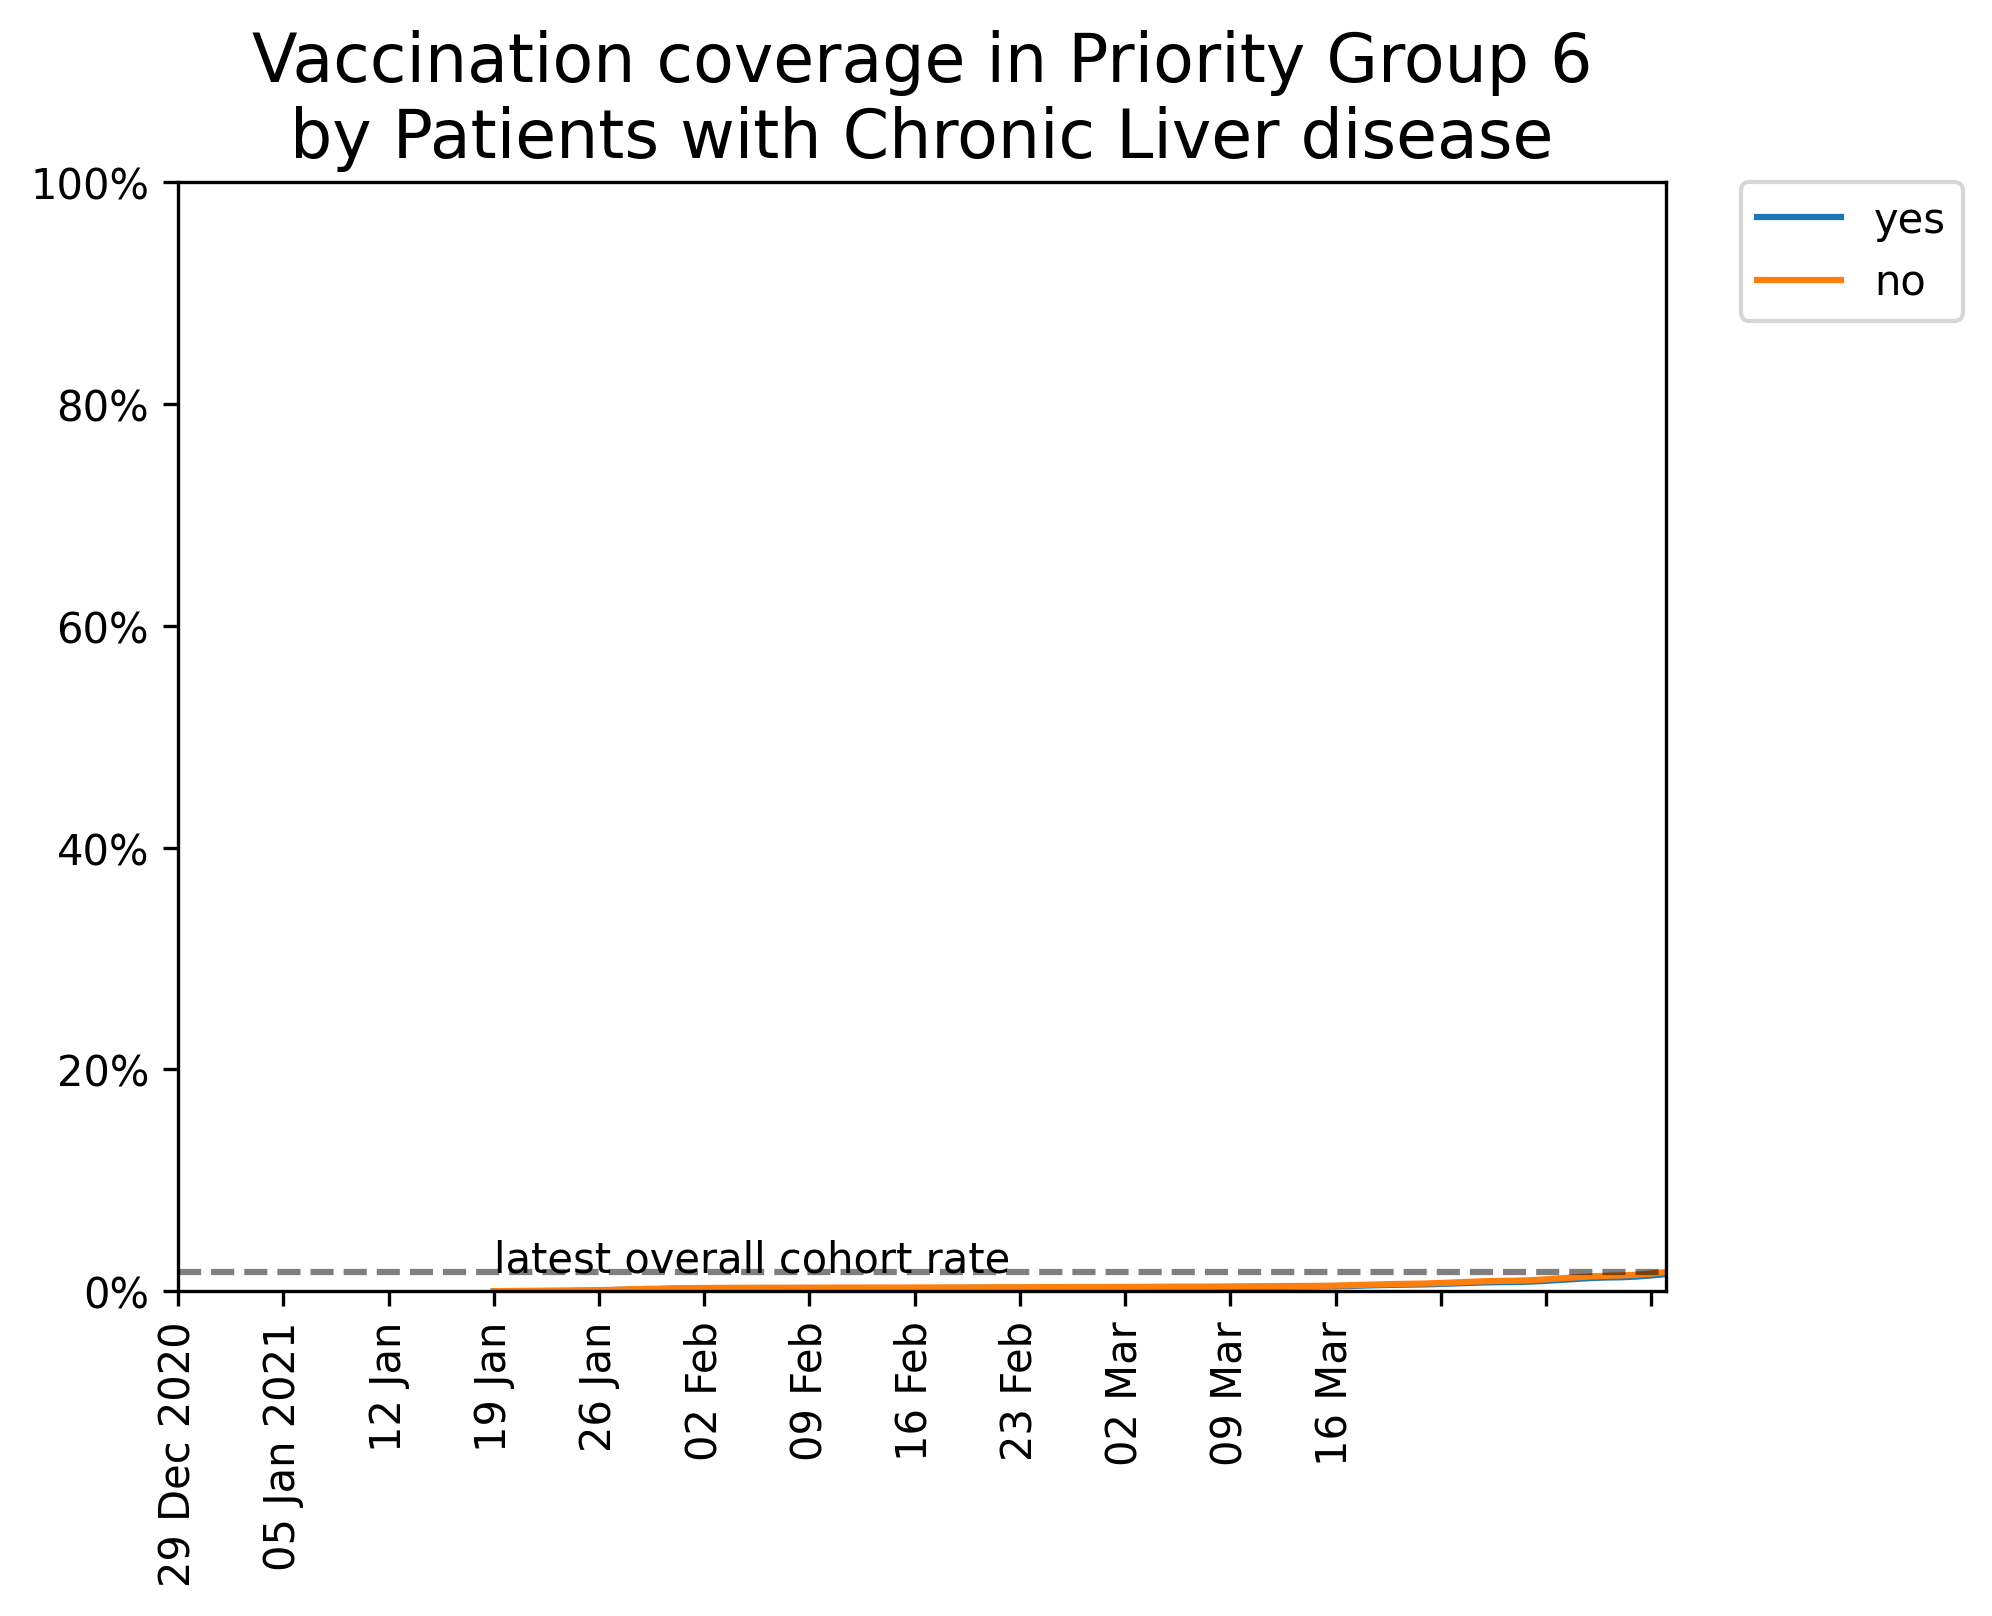 Vaccination coverage in Priority Group 6
by Patients with Chronic Liver disease
100%
80%
60%
40%
20%
0%
yes
no
latest overall cohort rate
29 Dec 2020
05 Jan 2021
12 Jan
19 Jan
26 Jan
02 Feb
09 Feb
16 Feb
23 Feb
02 Mar
09 Mar
16 Mar